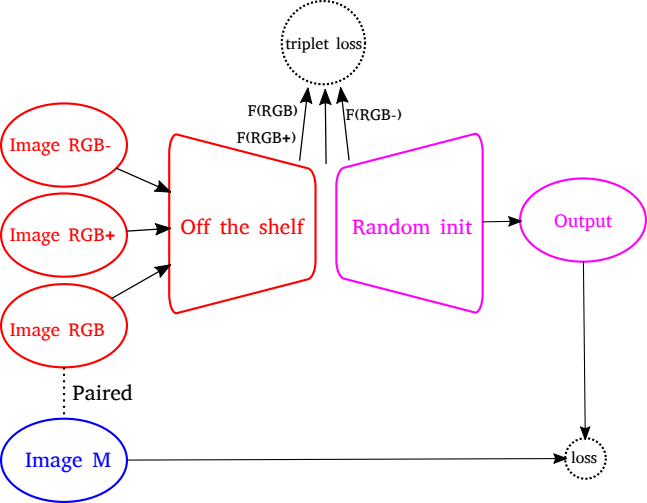 triplet loss
F(RGB)
F(RGB-)
F(RGB+)
Image RGB-
Image RGB+
Off the shelf
Random init
Output
Image RGB
Paired
Image M
loss